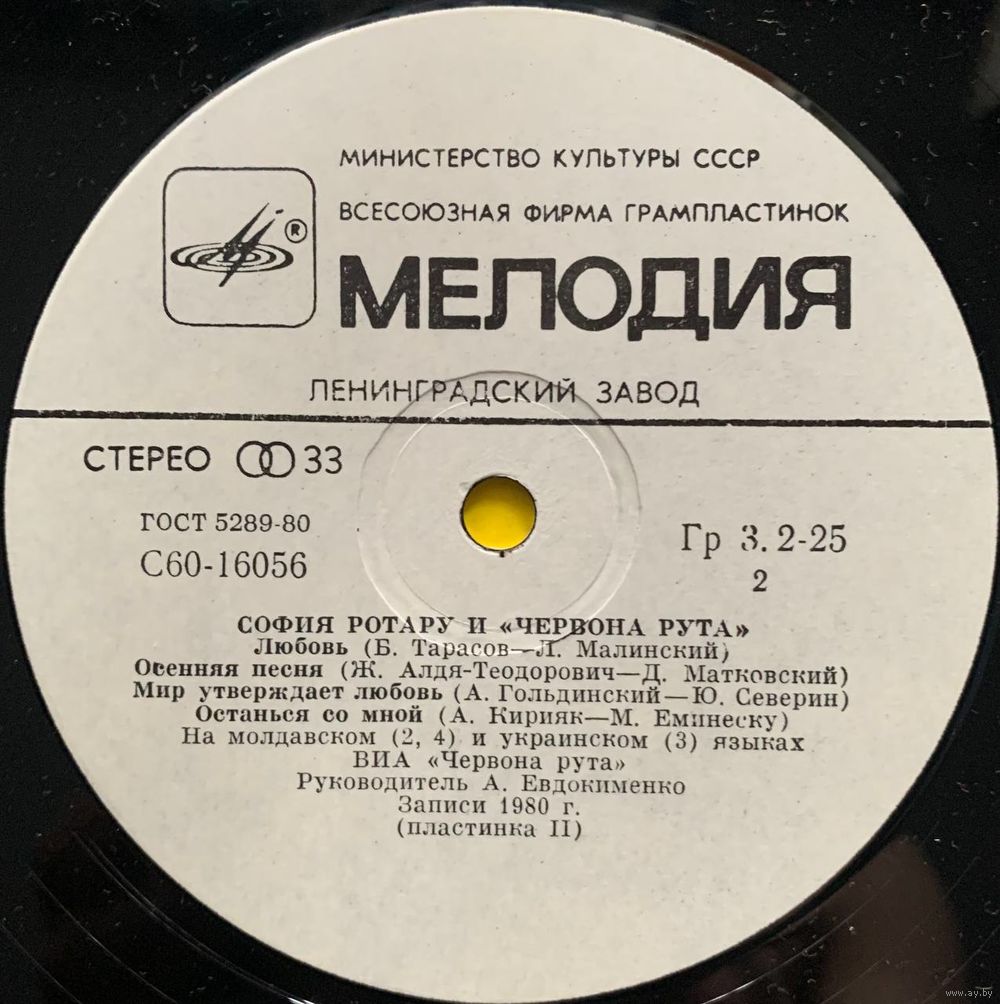 МИНИСТЕРСТВО КУЛЬТУРЫ СССР
ВСЕСОЮЗНАЯ ФИРМА ГРАМПЛАСТИНОК
®
МЕЛОДИЯ
ЛЕНИНГРАДСКИЙ ЗАВОД
СТЕРЕО 33
ГОСТ 5289-80
С60-16056
Гр 3. 2-25
2
СОФИЯ РОТАРУ И «ЧЕРВОНА РУТА»
Любовь (Б. Тарасов—Л. Малинский)
Осенняя песня (Ж. Алдя-Теодорович—Д. Матковский)
Мир утверждает любовь (А. Гольдинский—Ю. Северин)
Останься со мной (А. Кирияк—М. Еминеску)
На молдавском (2, 4) и украинском (3) языках
ВИА «Червона рута»
Руководитель А. Евдокименко
Записи 1980 г.
(пластинка II)
www.ay.by